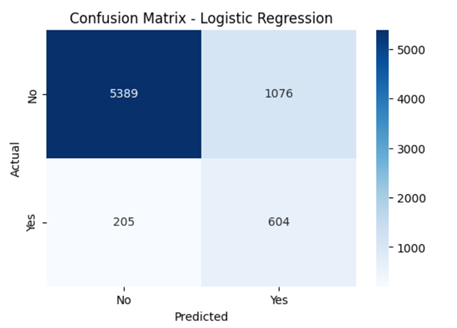 Confusion Matrix - Logistic Regression
Actual
No
5389
1076
Yes
205
604
No
Yes
Predicted
5000
4000
3000
2000
1000